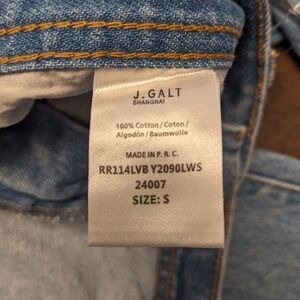 J.GALT
SHANGHAI
100% Cotton / Coton /
Algodón / Baumwolle
MADE IN P. R. C.
RR114LVB Y2090LWS
24007
SIZE: S